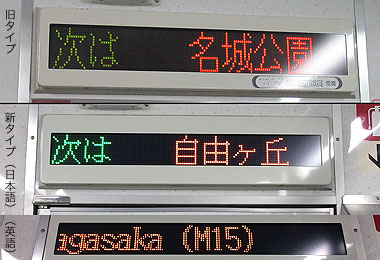 旧タイプ
次は 名城公園
新タイプ（日本語）
次は 自由ヶ丘
（英語）
igasaka (M15)